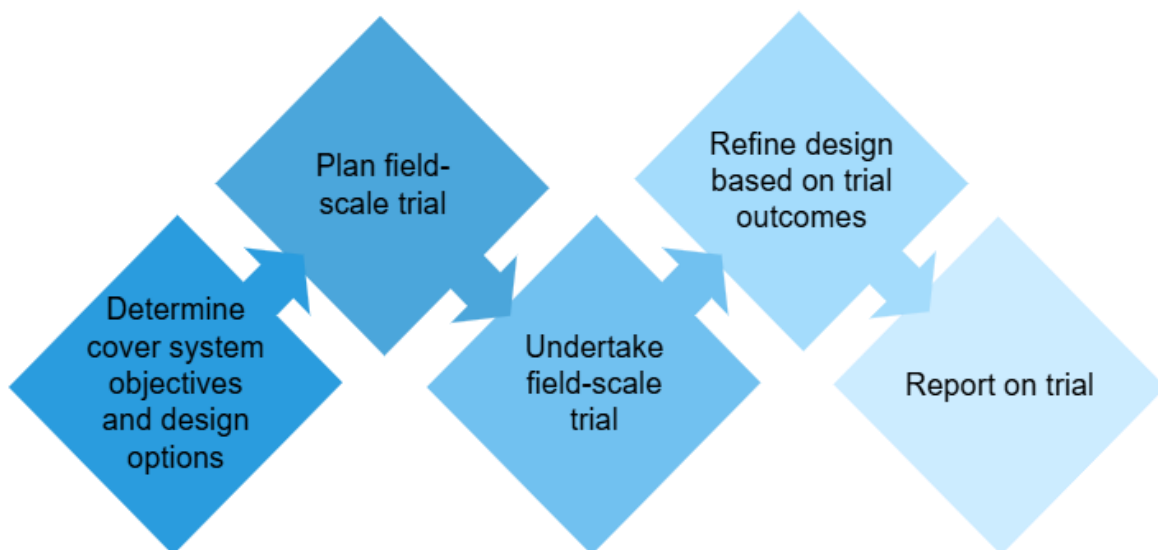 Determine
cover system
objectives
and design
options
Plan field-
scale trial
Undertake
field-scale
trial
Refine design
based on trial
outcomes
Report on trial